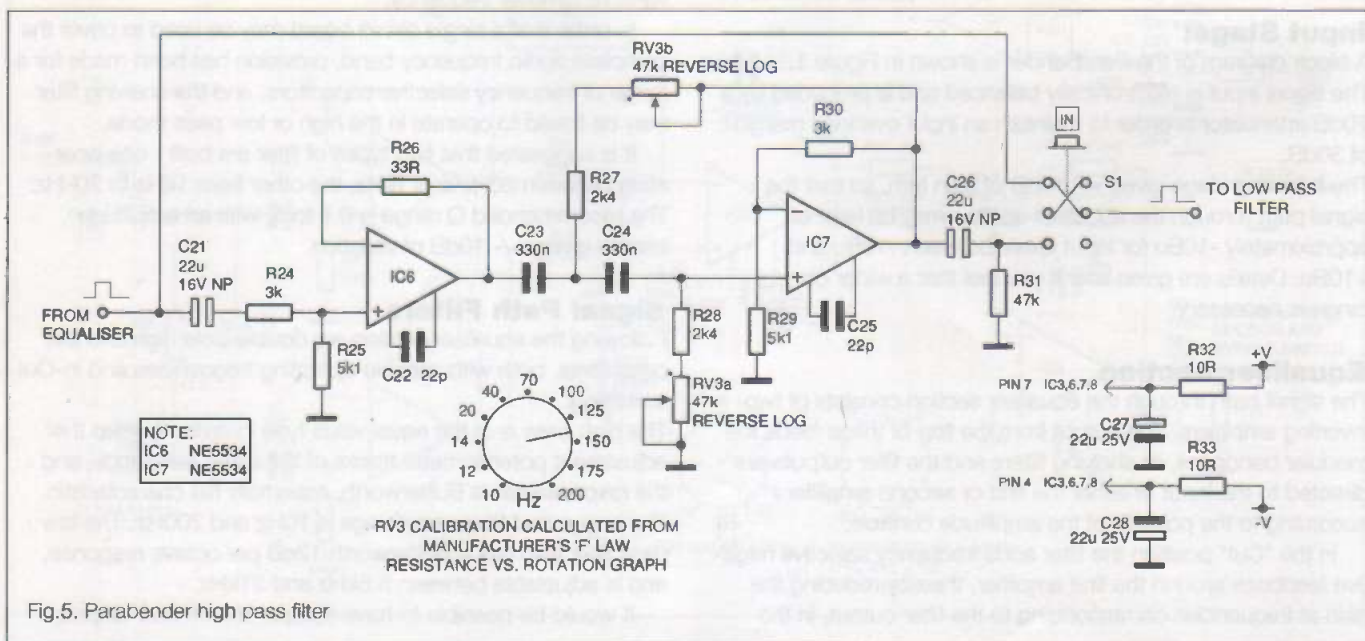 RV3b
47k REVERSE LOG
R26
33R
R27
2k4
R30
3k
IN
S1
TO LOW PASS
FILTER
C21
22u
16V NP
R24
3k
IC6
C23
330n
C24
330n
IC7
C26
22u
16V NP
FROM
EQUALISER
R25
5k1
C22 22p
R28
2k4
R29
5k1
C25
22p
R31
47k
RV3a
47k
REVERSE LOG
NOTE:
IC6 NE5534
IC7 NE5534
10
12
14
20
40
70
100
125
150
175
200
Hz
RV3 CALIBRATION CALCULATED FROM
MANUFACTURER'S 'F' LAW
RESISTANCE VS. ROTATION GRAPH
R32
10R
+V
PIN 7 IC3,6,7,8
C27
22u 25V
R33
10R
PIN 4 IC3,6,7,8
C28
22u 25V
-V
Fig.5. Parabender high pass filter